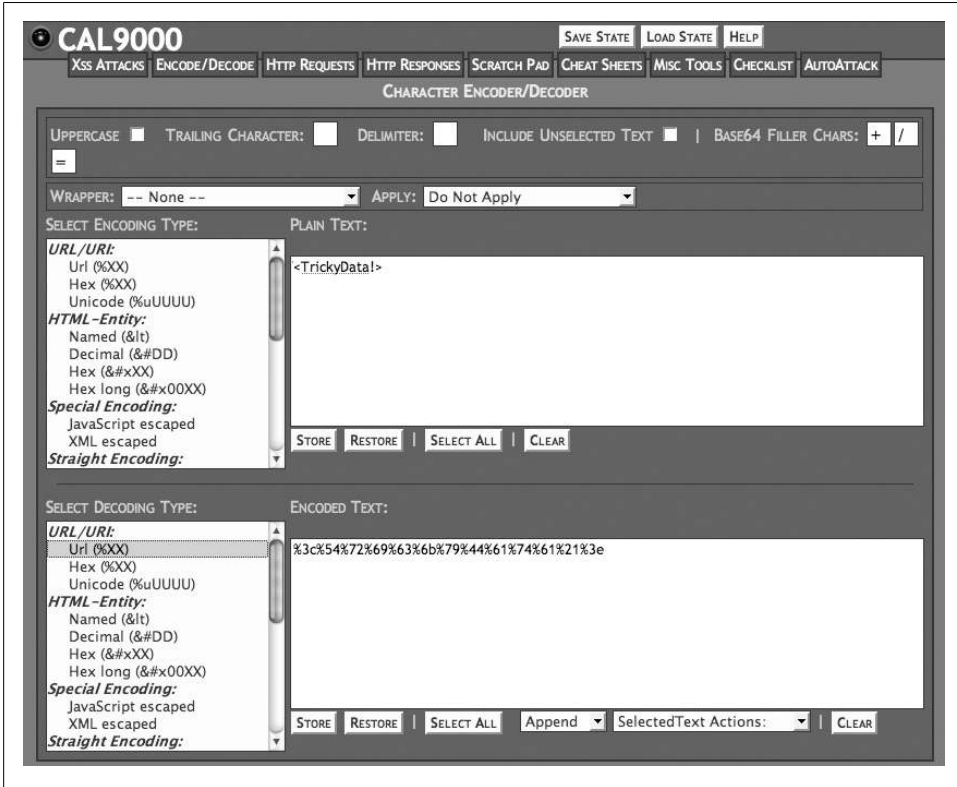 CAL9000
SAVE STATE LOAD STATE HELP
XSS ATTACKS ENCODE/DECODE HTTP REQUESTS HTTP RESPONSES SCRATCH PAD CHEAT SHEETS MISC TOOLS CHECKLIST AUTOATTACK
CHARACTER ENCODER/DECODER
UPPERCASE TRAILING CHARACTER: DELIMITER: INCLUDE UNSELECTED TEXT | BASE64 FILLER CHARS: + /
=
WRAPPER: -- None -- APPLY: Do Not Apply
SELECT ENCODING TYPE:
URL/URI:
Url (%XX)
Hex (%XX)
Unicode (%uUUUU)
HTML-Entity:
Named (&lt)
Decimal (&#DD)
Hex (&#xXX)
Hex long (&#x00XX)
Special Encoding:
JavaScript escaped
XML escaped
Straight Encoding:
PLAIN TEXT:
<TrickyData!>
STORE RESTORE | SELECT ALL | CLEAR
SELECT DECODING TYPE:
URL/URI:
Url (%XX)
Hex (%XX)
Unicode (%uUUUU)
HTML-Entity:
Named (&lt)
Decimal (&#DD)
Hex (&#xXX)
Hex long (&#x00XX)
Special Encoding:
JavaScript escaped
XML escaped
Straight Encoding:
ENCODED TEXT:
%3c%54%72%69%63%6b%79%44%61%74%61%21%3e
STORE RESTORE | SELECT ALL Append SelectedText Actions: | CLEAR